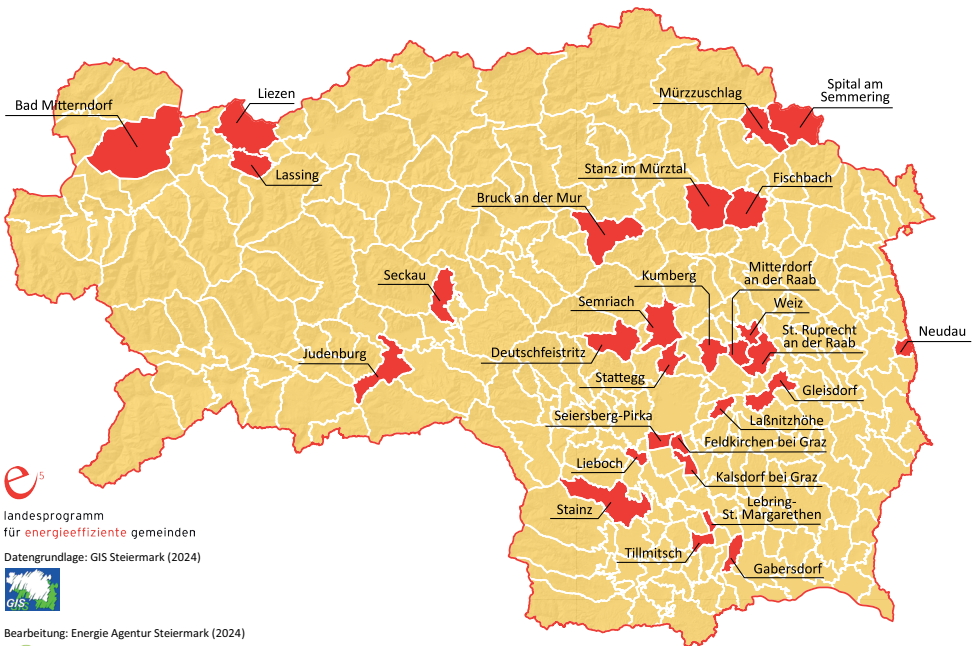 Spital am
Semmering
Mürzzuschlag
Liezen
Bad Mitterndorf
Lassing
Stanz im Mürztal
Fischbach
Bruck an der Mur
Seckau
Kumberg
Mitterdorf
an der Raab
Semriach
Weiz
St. Ruprecht
an der Raab
Neudau
Deutschfeistritz
Judenburg
Stattegg
Gleisdorf
Laßnitzhöhe
Seiersberg-Pirka
Feldkirchen bei Graz
Lieboch
Kalsdorf bei Graz
Stainz
Lebring-
St. Margarethen
Tillmitsch
Gabersdorf
e5
landesprogramm
für energieeffiziente gemeinden
Datengrundlage: GIS Steiermark (2024)
GIS
Bearbeitung: Energie Agentur Steiermark (2024)